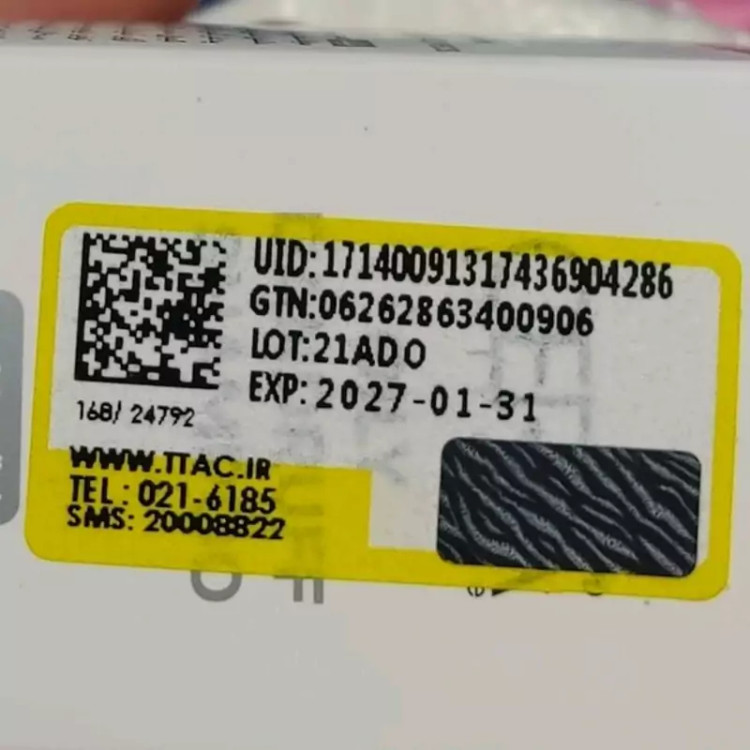 UID:17140091317436904286
GTN:06262863400906
LOT:21ADO
EXP:2027-01-31
168/ 24792
WWW.TTAC.IR
TEL : 021-6185
SMS: 20008822